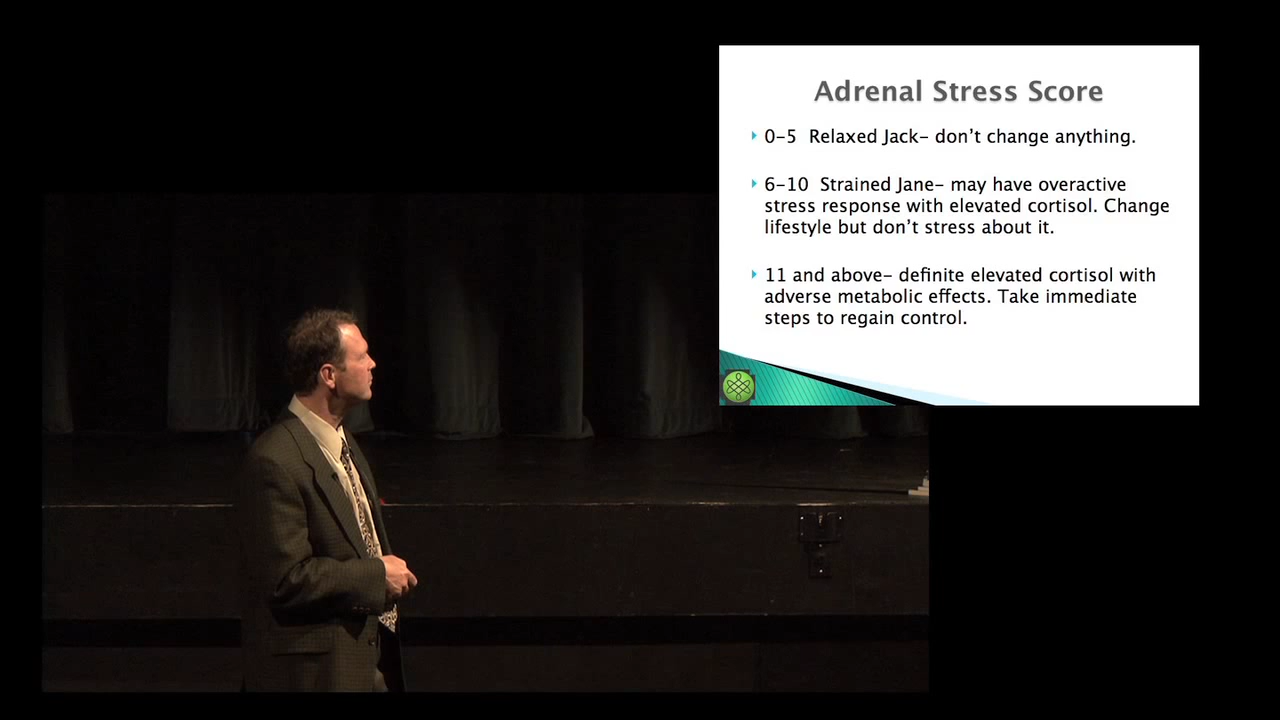 Adrenal Stress Score
0-5 Relaxed Jack- don't change anything.
6-10 Strained Jane- may have overactive
stress response with elevated cortisol. Change
lifestyle but don't stress about it.
11 and above- definite elevated cortisol with
adverse metabolic effects. Take immediate
steps to regain control.